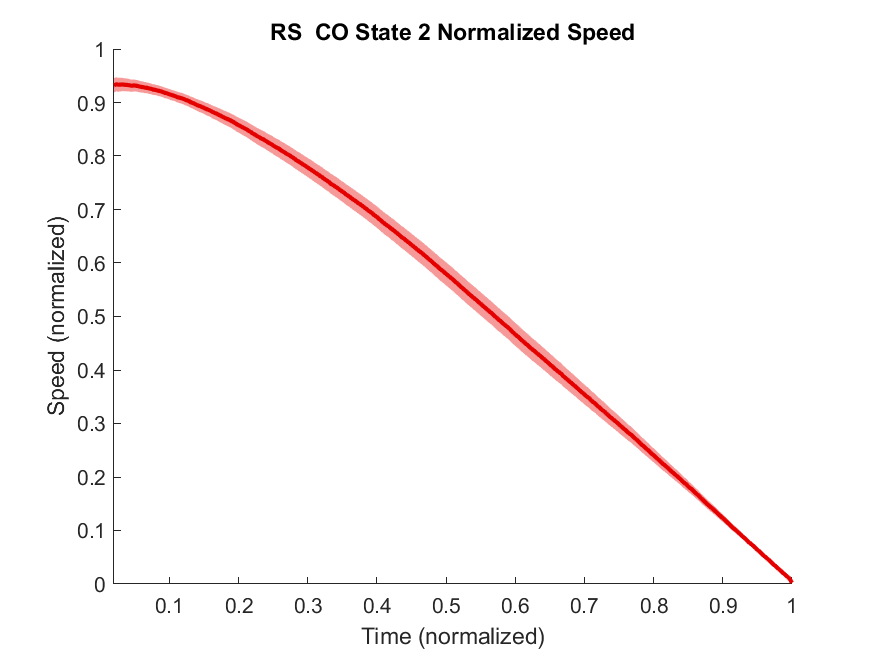 RS  CO State 2 Normalized Speed
1
0.9
0.8
0.7
0.6
0.5
0.4
0.3
0.2
0.1
0
Speed (normalized)
0.1 0.2 0.3 0.4 0.5 0.6 0.7 0.8 0.9 1
Time (normalized)